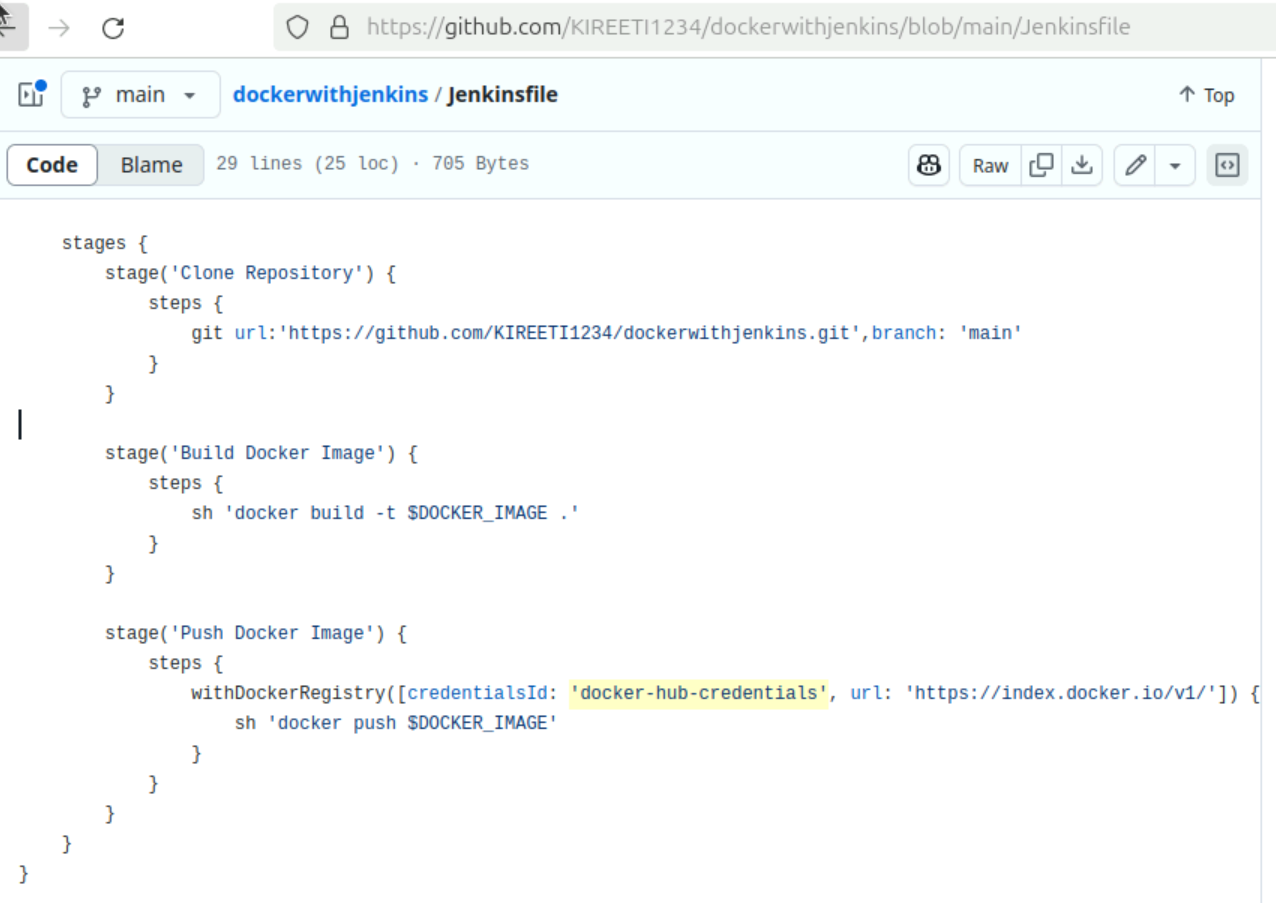 https://github.com/KIREETI1234/dockerwithjenkins/blob/main/Jenkinsfile
main dockerwithjenkins / Jenkinsfile Top
Code Blame 29 lines (25 loc) · 705 Bytes Raw
stages {
stage('Clone Repository') {
steps {
git url:'https://github.com/KIREETI1234/dockerwithjenkins.git',branch: 'main'
}
}
stage('Build Docker Image') {
steps {
sh 'docker build -t $DOCKER_IMAGE .'
}
}
stage('Push Docker Image') {
steps {
withDockerRegistry([credentialsId: 'docker-hub-credentials', url: 'https://index.docker.io/v1/']) {
sh 'docker push $DOCKER_IMAGE'
}
}
}
}
}